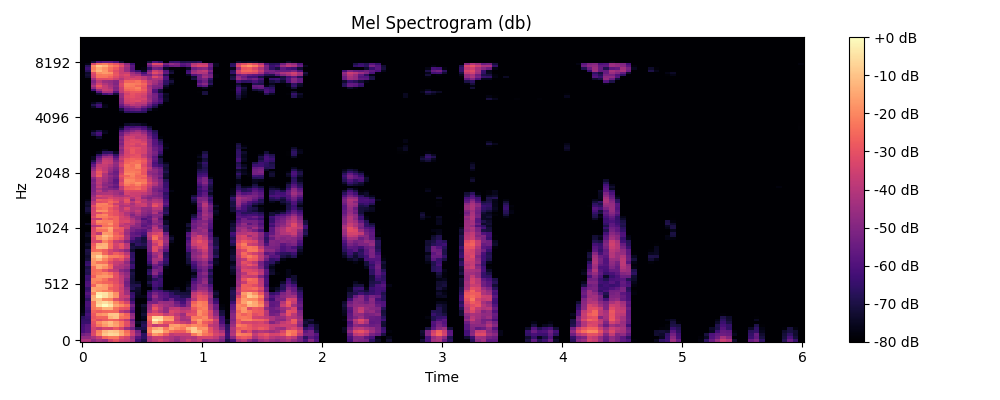 Mel Spectrogram (db)
Hz
8192
4096
2048
1024
512
0
0 1 2 3 4 5 6
Time
+0 dB
-10 dB
-20 dB
-30 dB
-40 dB
-50 dB
-60 dB
-70 dB
-80 dB